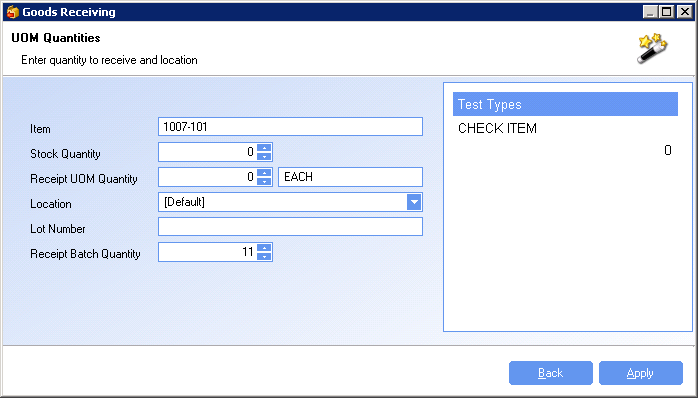 Goods Receiving
UOM Quantities
Enter quantity to receive and location
Item 1007-101
Stock Quantity 0
Receipt UOM Quantity 0 EACH
Location [Default]
Lot Number
Receipt Batch Quantity 11
Test Types
CHECK ITEM
0
Back Apply